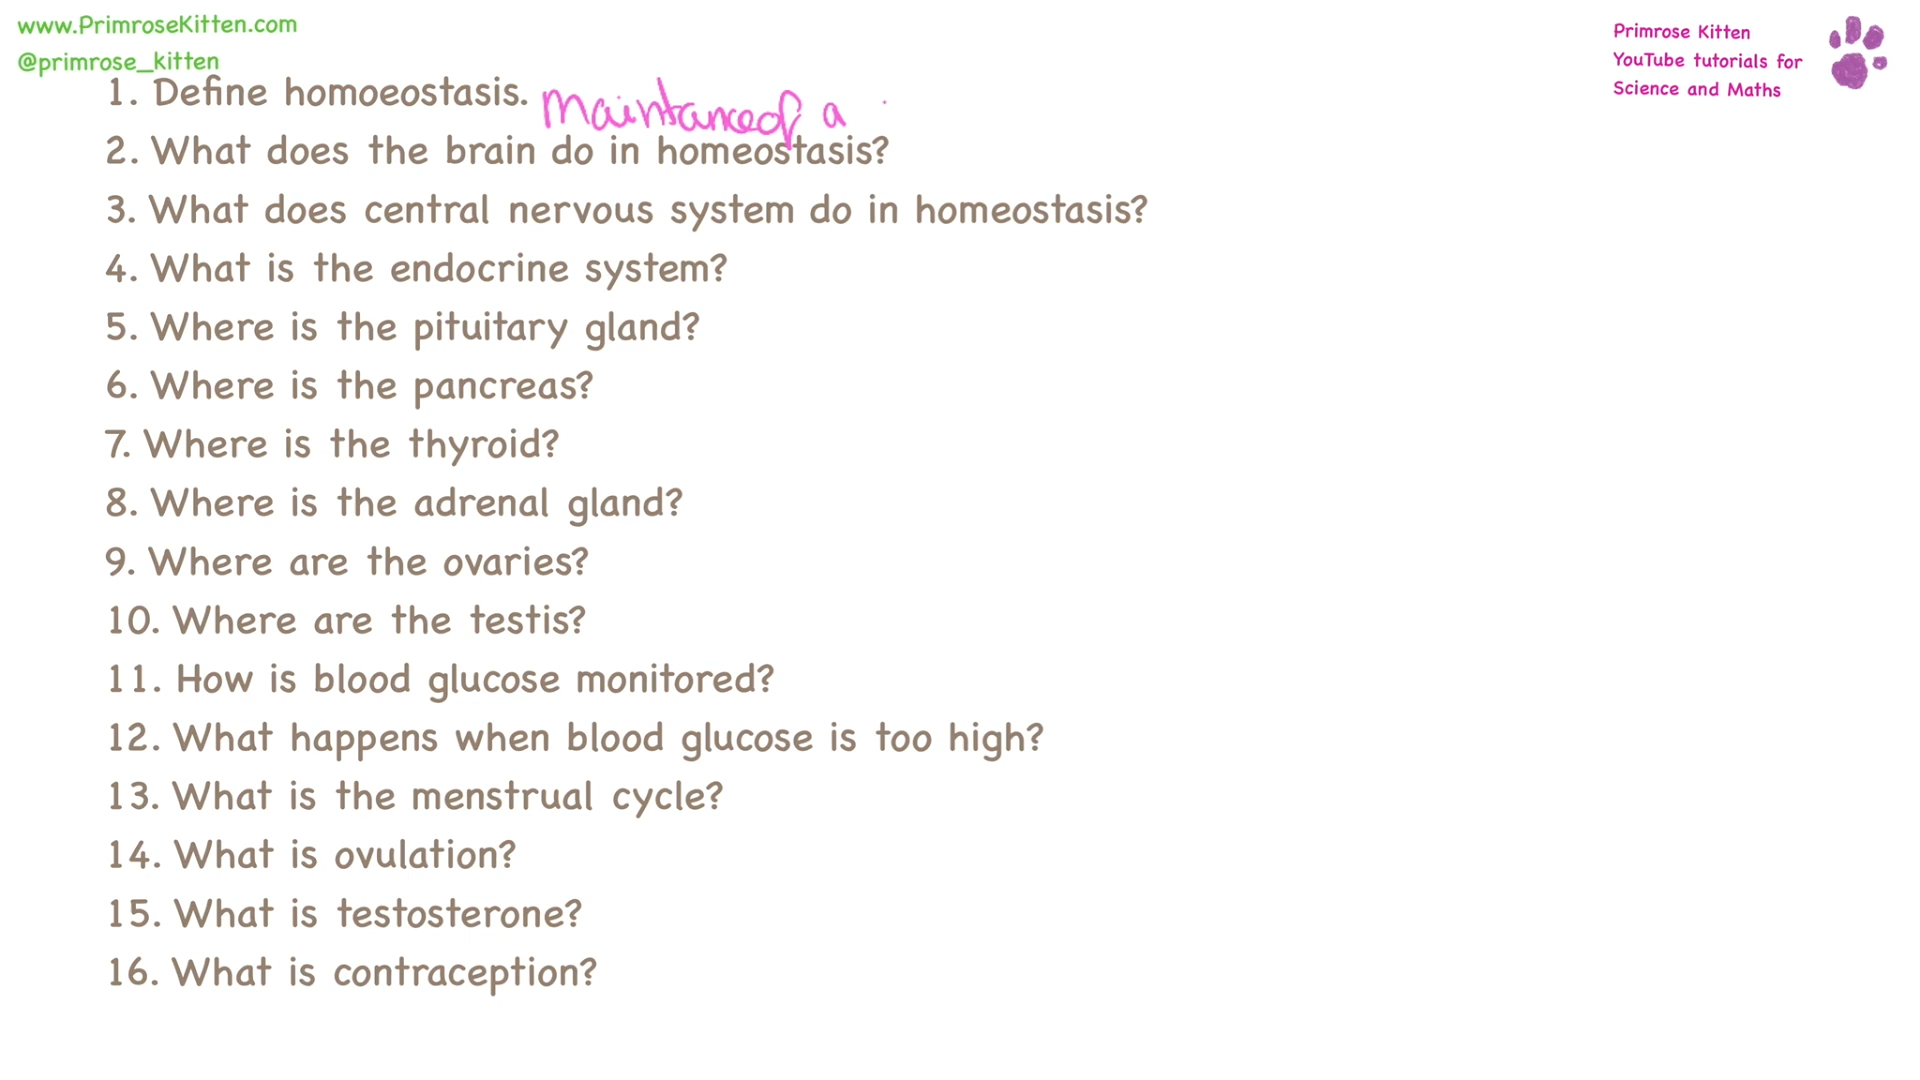 www.PrimroseKitten.com
@primrose_kitten
Primrose Kitten
YouTube tutorials for
Science and Maths
1. Define homoeostasis. Maintanceof a
2. What does the brain do in homeostasis?
3. What does central nervous system do in homeostasis?
4. What is the endocrine system?
5. Where is the pituitary gland?
6. Where is the pancreas?
7. Where is the thyroid?
8. Where is the adrenal gland?
9. Where are the ovaries?
10. Where are the testis?
11. How is blood glucose monitored?
12. What happens when blood glucose is too high?
13. What is the menstrual cycle?
14. What is ovulation?
15. What is testosterone?
16. What is contraception?